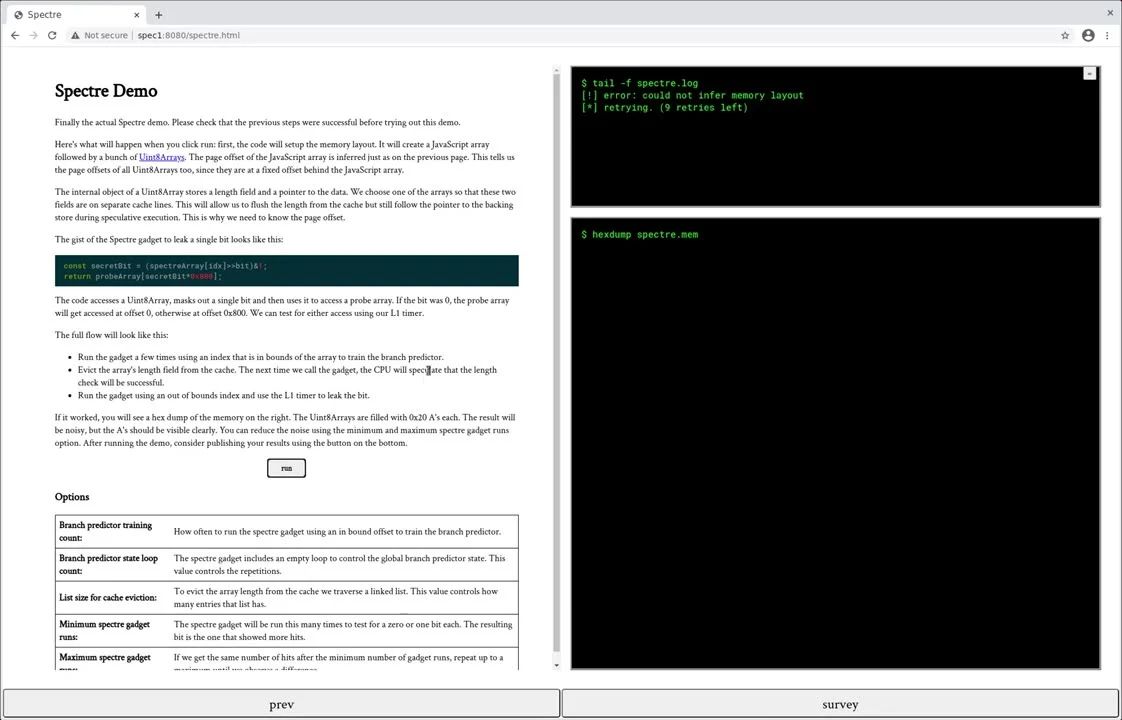 Spectre
Not secure
spec1:8080/spectre.html
Spectre Demo
Finally the actual Spectre demo. Please check that the previous steps were successful before trying out this demo.
Here's what will happen when you click run: first, the code will setup the memory layout. It will create a JavaScript array
followed by a bunch of Uint8Arrays. The page offset of the JavaScript array is inferred just as on the previous page. This tells us
the page offsets of all Uint8Arrays too, since they are at a fixed offset behind the JavaScript array.
The internal object of a Uint8Array stores a length field and a pointer to the data. We choose one of the arrays so that these two
fields are on separate cache lines. This will allow us to flush the length from the cache but still follow the pointer to the backing
store during speculative execution. This is why we need to know the page offset.
The gist of the Spectre gadget to leak a single bit looks like this:
const secretBit = (spectreArray[idx]>>bit)&1;
return probeArray[secretBit*0x800];
The code accesses a Uint8Array, masks out a single bit and then uses it to access a probe array. If the bit was 0, the probe array
will get accessed at offset 0, otherwise at offset 0x800. We can test for either access using our L1 timer.
The full flow will look like this:
Run the gadget a few times using an index that is in bounds of the array to train the branch predictor.
Evict the array's length field from the cache. The next time we call the gadget, the CPU will speculate that the length
check will be successful.
Run the gadget using an out of bounds index and use the L1 timer to leak the bit.
If it worked, you will see a hex dump of the memory on the right. The Uint8Arrays are filled with 0x20 A's each. The result will
be noisy, but the A's should be visible clearly. You can reduce the noise using the minimum and maximum spectre gadget runs
option. After running the demo, consider publishing your results using the button on the bottom.
run
Options
Branch predictor training
count:
How often to run the spectre gadget using an in bound offset to train the branch predictor.
Branch predictor state loop
count:
The spectre gadget includes an empty loop to control the global branch predictor state. This
value controls the repetitions.
List size for cache eviction:
To evict the array length from the cache we traverse a linked list. This value controls how
many entries that list has.
Minimum spectre gadget
runs:
The spectre gadget will be run this many times to test for a zero or one bit each. The resulting
bit is the one that showed more hits.
Maximum spectre gadget
runs:
If we get the same number of hits after the minimum number of gadget runs, repeat up to a
maximum until we observe a difference.
$ tail -f spectre.log
[!] error: could not infer memory layout
[*] retrying. (9 retries left)
$ hexdump spectre.mem
prev
survey